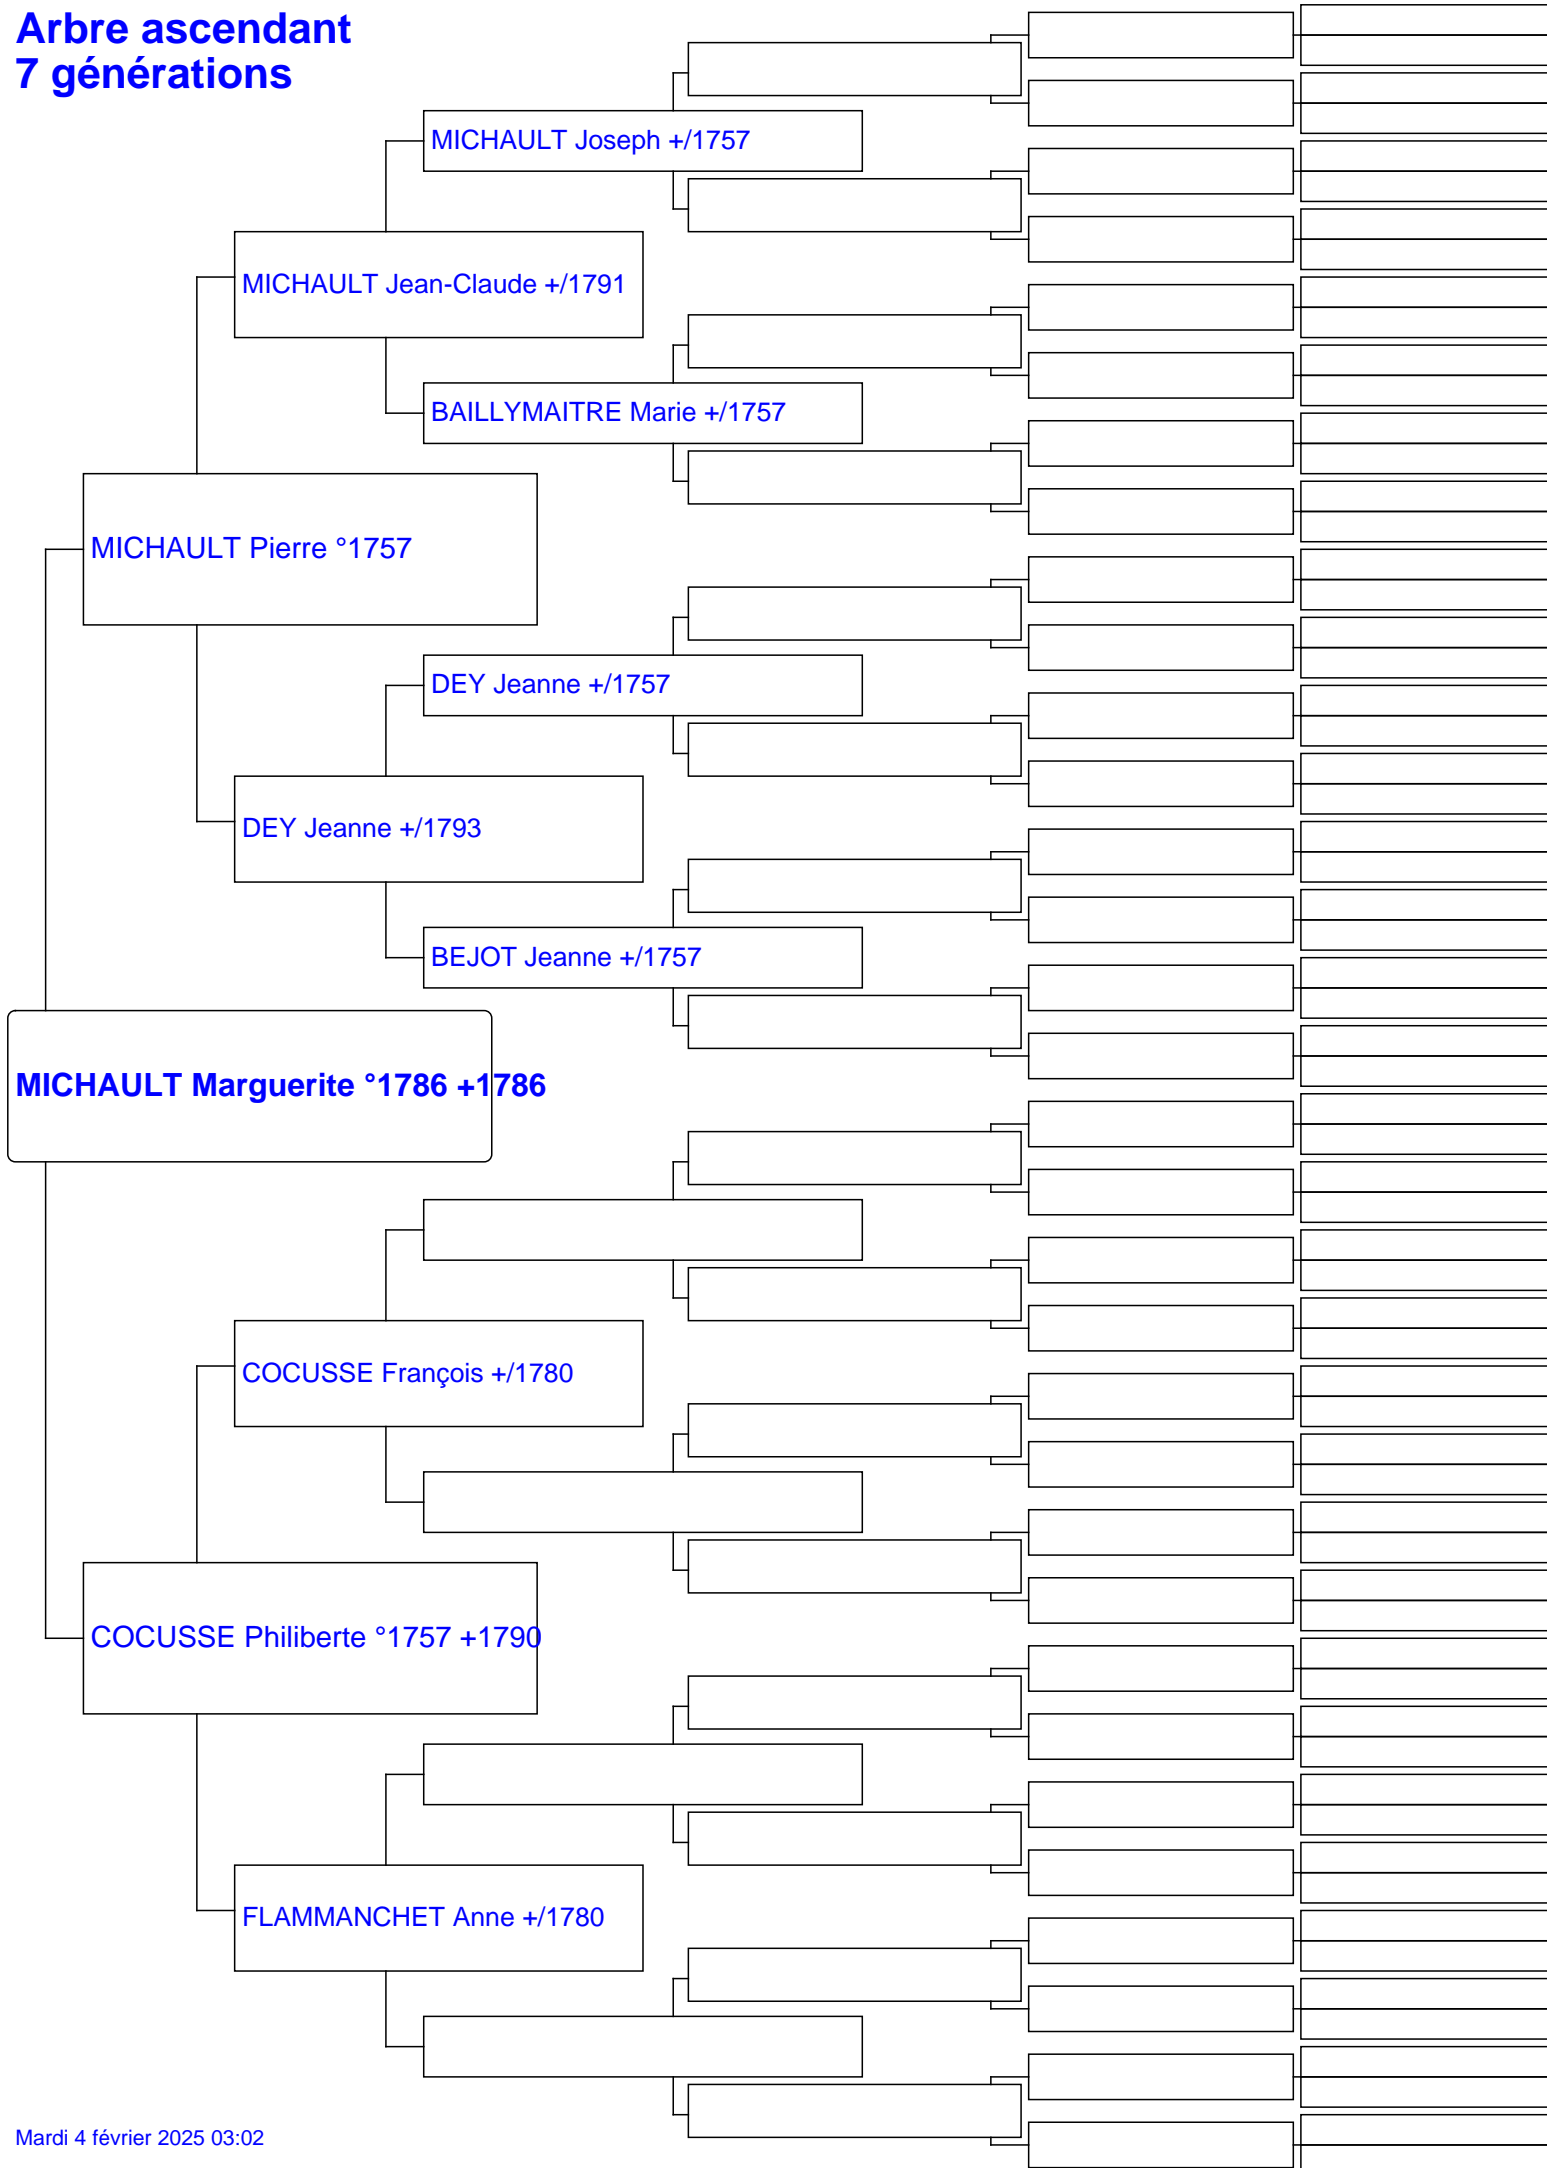 Arbre ascendant
7 générations
MICHAULT Joseph +/1757
MICHAULT Jean-Claude +/1791
BAILLYMAITRE Marie +/1757
MICHAULT Pierre °1757
DEY Jeanne +/1757
DEY Jeanne +/1793
BEJOT Jeanne +/1757
MICHAULT Marguerite °1786 +1786
COCUSSE François +/1780
COCUSSE Philiberte °1757 +1790
FLAMMANCHET Anne +/1780
Mardi 4 février 2025 03:02